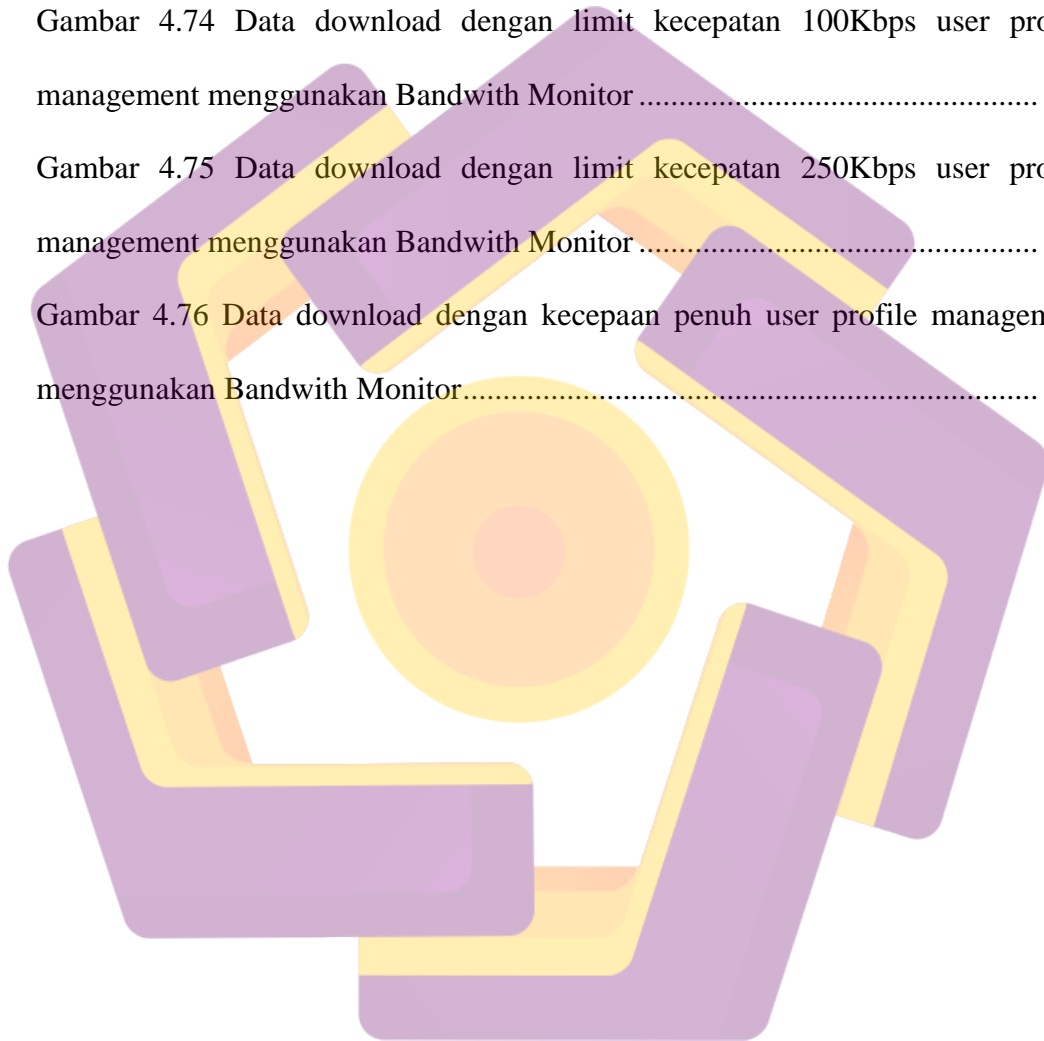 Gambar 4.74 Data download dengan limit kecepatan 100Kbps user pro
management menggunakan Bandwith Monitor ..................................................
Gambar 4.75 Data download dengan limit kecepatan 250Kbps user pro
management menggunakan Bandwith Monitor ..................................................
Gambar 4.76 Data download dengan kecepaan penuh user profile managem
menggunakan Bandwith Monitor........................................................................